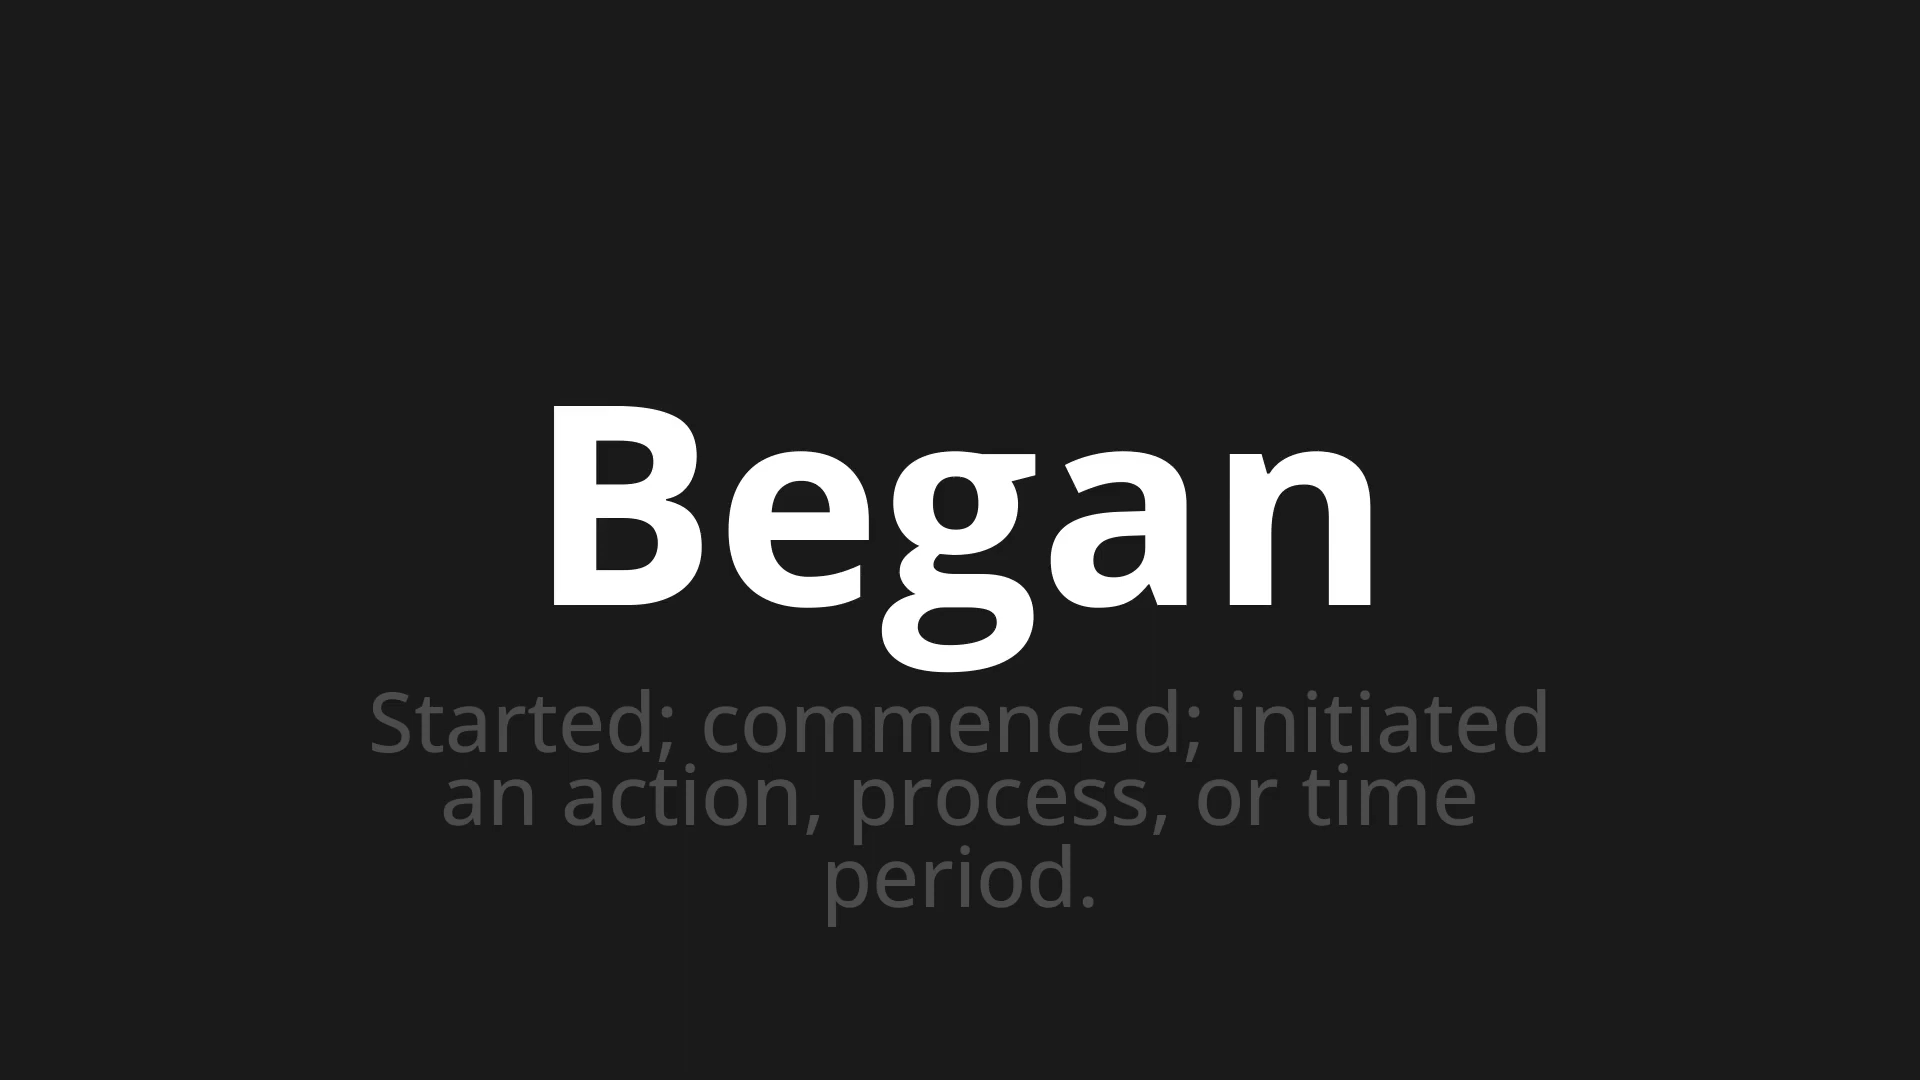 Began
Started; commenced; initiated
an action, process, or time
period.